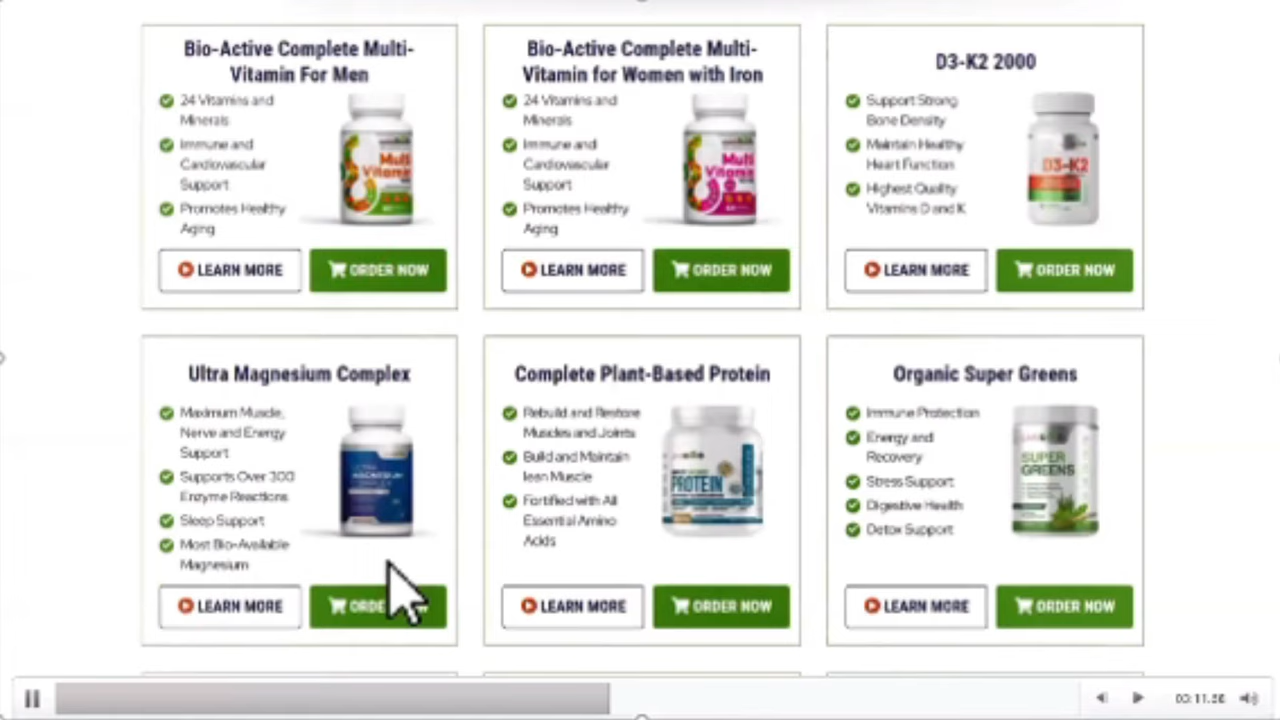 Bio-Active Complete Multi-
Vitamin For Men
24 Vitamins and
Minerals
Immune and
Cardiovascular
Support
Promotes Healthy
Aging
Multi
Vitamin
LEARN MORE
ORDER NOW
Bio-Active Complete Multi-
Vitamin for Women with Iron
24 Vitamins and
Minerals
Immune and
Cardiovascular
Support
Promotes Healthy
Aging
Multi
Vitamin
LEARN MORE
ORDER NOW
D3-K2 2000
Support Strong
Bone Density
Maintain Healthy
Heart Function
Highest Quality
Vitamins D and K
D3-K2
LEARN MORE
ORDER NOW
Ultra Magnesium Complex
Maximum Muscle,
Nerve and Energy
Support
Supports Over 300
Enzyme Reactions
Sleep Support
Most Bio-Available
Magnesium
MAGNESIUM
LEARN MORE
ORDE
Complete Plant-Based Protein
Rebuild and Restore
Muscles and Joints
Build and Maintain
lean Muscle
Fortified with All
Essential Amino
Acids
PROTEIN
LEARN MORE
ORDER NOW
Organic Super Greens
Immune Protection
Energy and
Recovery
Stress Support
Digestive Health
Detox Support
SUPER
GREENS
LEARN MORE
ORDER NOW